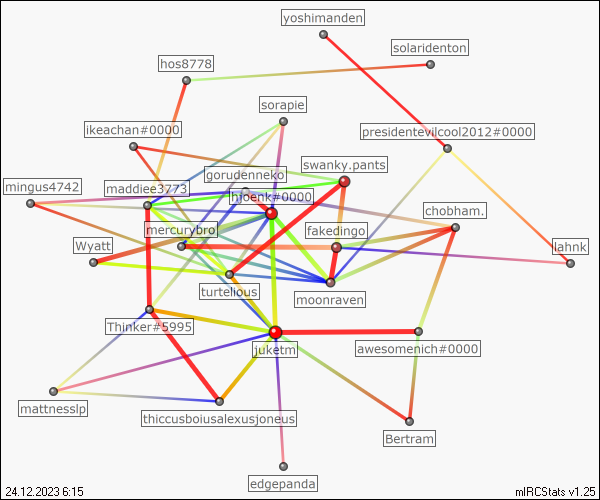 yoshimanden
solaridenton
hos8778
sorapie
ikeachan#0000
presidentevilcool2012#0000
swanky.pants
gorudenneko
mingus4742
maddiee3773
hjoenk#0000
chobham.
mercurybro
fakedingo
Wyatt
lahnk
turtelious
moonraven
Thinker#5995
juketm
awesomenich#0000
mattnesslp
thiccusboiusalexusjoneus
Bertram
edgepanda
24.12.2023 6:15
mIRCStats v1.25